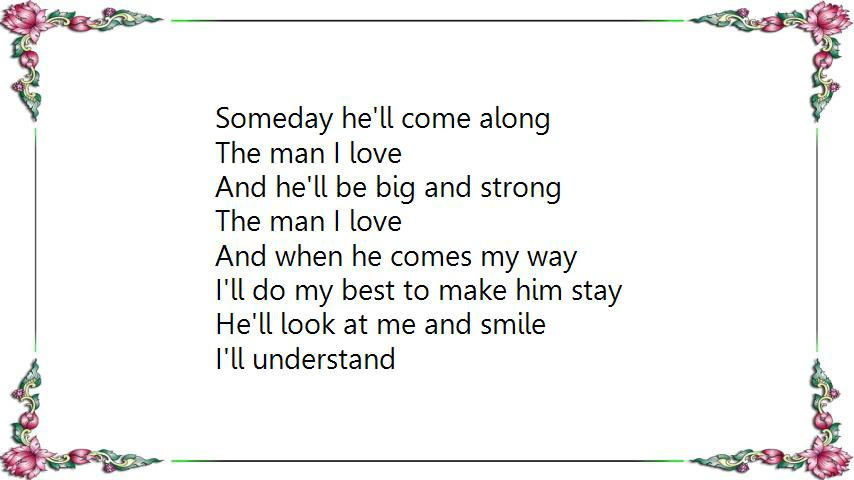 Someday he'll come along
The man I love
And he'll be big and strong
The man I love
And when he comes my way
I'll do my best to make him stay
He'll look at me and smile
I'll understand